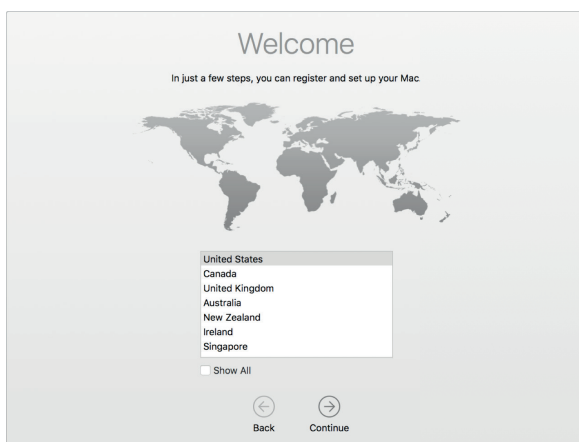 Welcome
In just a few steps, you can register and set up your Mac
United States
Canada
United Kingdom
Australia
New Zealand
Ireland
Singapore
Show All
Back
Continue